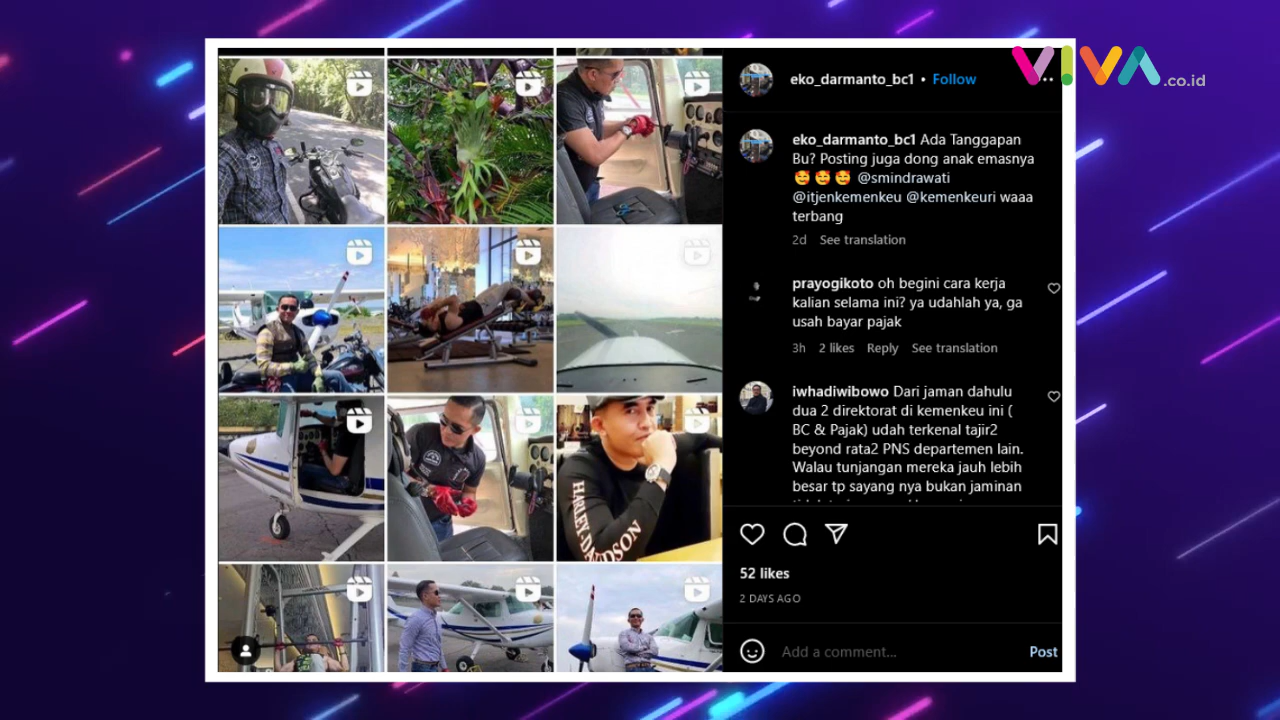 VIVA.co.id
eko_darmanto_bc1 • Follow
eko_darmanto_bc1 Ada Tanggapan
Bu? Posting juga dong anak emasnya
🥰 🥰 🥰 @smindrawati
@itjenkemenkeu @kemenkeuri waaa
terbang
2d See translation
prayogikoto oh begini cara kerja
kalian selama ini? ya udahlah ya, ga
usah bayar pajak
3h 2 likes Reply See translation
iwhadiwibowo Dari jaman dahulu
dua 2 direktorat di kemenkeu ini (
BC & Pajak) udah terkenal tajir2
beyond rata2 PNS departemen lain.
Walau tunjangan mereka jauh lebih
besar tp sayang nya bukan jaminan
HARLEY-DAVIDSON
52 likes
2 DAYS AGO
Add a comment...
Post